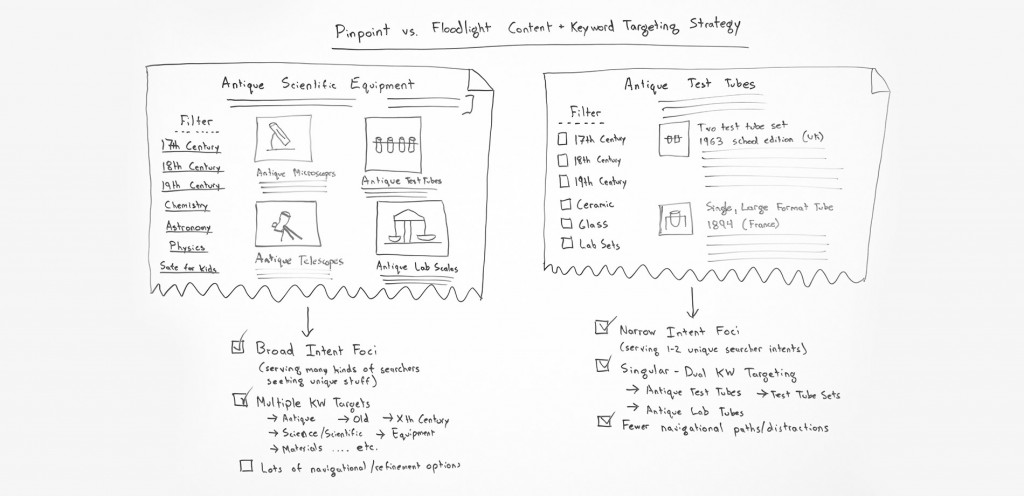 Pinpoint vs. Floodlight Content + Keyword Targeting Strategy
Antique Scientific Equipment
Filter
17th Century
18th Century
19th Century
Chemistry
Astronomy
Physics
Safe for Kids
Antique Microscopes
Antique Test Tubes
Antique Telescopes
Antique Lab Scales
Broad Intent Foci
(serving many kinds of searchers
seeking unique stuff)
Multiple KW Targets
→ Antique → Old → Xth Century
→ Science/Scientific → Equipment
→ Materials .... etc.
Lots of navigational/refinement options
Antique Test Tubes
Filter
17th Century
18th Century
19th Century
Ceramic
Glass
Lab Sets
Two test tube set
1963 school edition (UK)
Single, Large Format Tube
1894 (France)
Narrow Intent Foci
(serving 1-2 unique searcher intents)
Singular - Dual KW Targeting
→ Antique Test Tubes → Test Tube Sets
→ Antique Lab Tubes
Fewer navigational paths/distractions